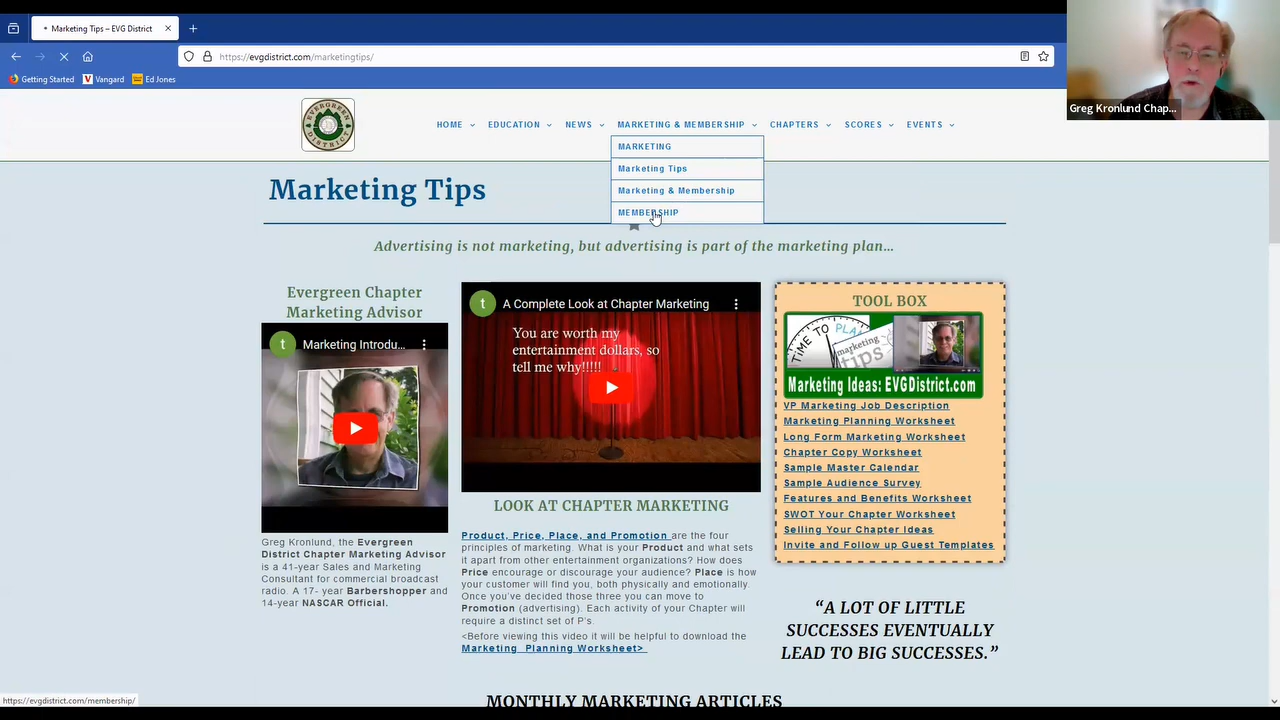 Marketing Tips – EVG District
https://evgdistrict.com/marketingtips/
Getting Started
Vangard
Ed Jones
Greg Kronlund Chap...
EVERGREEN
DISTRICT
HOME
EDUCATION
NEWS
MARKETING & MEMBERSHIP
CHAPTERS
SCORES
EVENTS
MARKETING
Marketing Tips
Marketing & Membership
MEMBERSHIP
Marketing Tips
Advertising is not marketing, but advertising is part of the marketing plan…
Evergreen Chapter
Marketing Advisor
t
Marketing Introdu...
Greg Kronlund, the Evergreen
District Chapter Marketing Advisor
is a 41-year Sales and Marketing
Consultant for commercial broadcast
radio. A 17- year Barbershopper and
14-year NASCAR Official.
t
A Complete Look at Chapter Marketing
You are worth my
entertainment dollars, so
tell me why!!!!!
LOOK AT CHAPTER MARKETING
Product, Price, Place, and Promotion are the four
principles of marketing. What is your Product and what sets
it apart from other entertainment organizations? How does
Price encourage or discourage your audience? Place is how
your customer will find you, both physically and emotionally.
Once you've decided those three you can move to
Promotion (advertising). Each activity of your Chapter will
require a distinct set of P's.
<Before viewing this video it will be helpful to download the
Marketing Planning Worksheet>
TOOL BOX
TIME TO PLAN
marketing
tips
Marketing Ideas: EVGDistrict.com
VP Marketing Job Description
Marketing Planning Worksheet
Long Form Marketing Worksheet
Chapter Copy Worksheet
Sample Master Calendar
Sample Audience Survey
Features and Benefits Worksheet
SWOT Your Chapter Worksheet
Selling Your Chapter Ideas
Invite and Follow up Guest Templates
“A LOT OF LITTLE
SUCCESSES EVENTUALLY
LEAD TO BIG SUCCESSES.”
MONTHLY MARKETING ARTICLES
https://evgdistrict.com/membership/